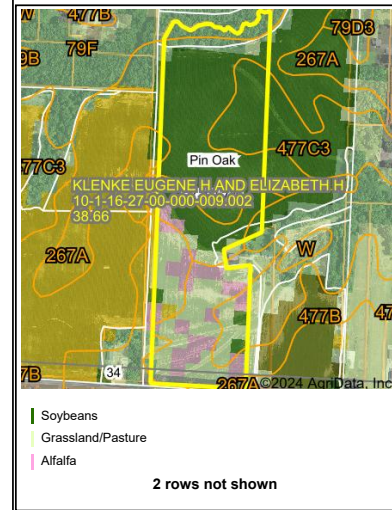 W
477B
79D3
79F
9B
267A
477C3
Pin Oak
77C3
KLENKE EUGENE H AND ELIZABETH H
10-1-16-27-00-000-009.002
38.66
267A
W
477B
47
7B
34
267A
©2024 AgriData, Inc
Soybeans
Grassland/Pasture
Alfalfa
2 rows not shown